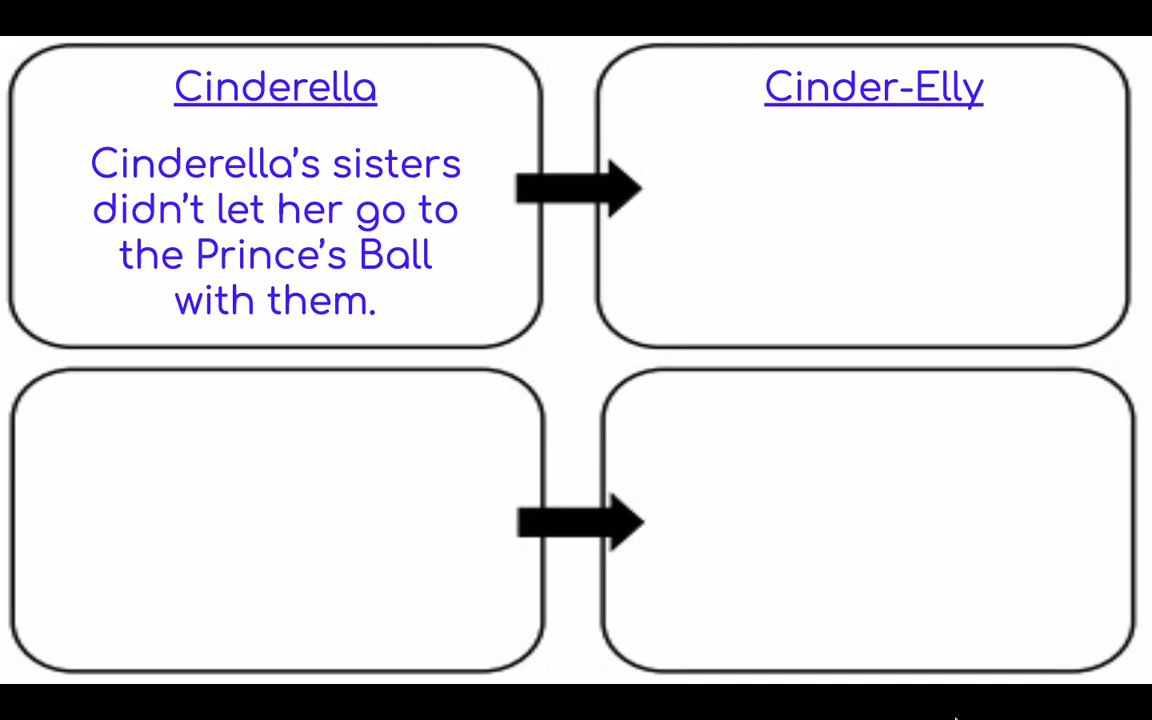 Cinderella
Cinderella’s sisters
didn’t let her go to
the Prince’s Ball
with them.
Cinder-Elly